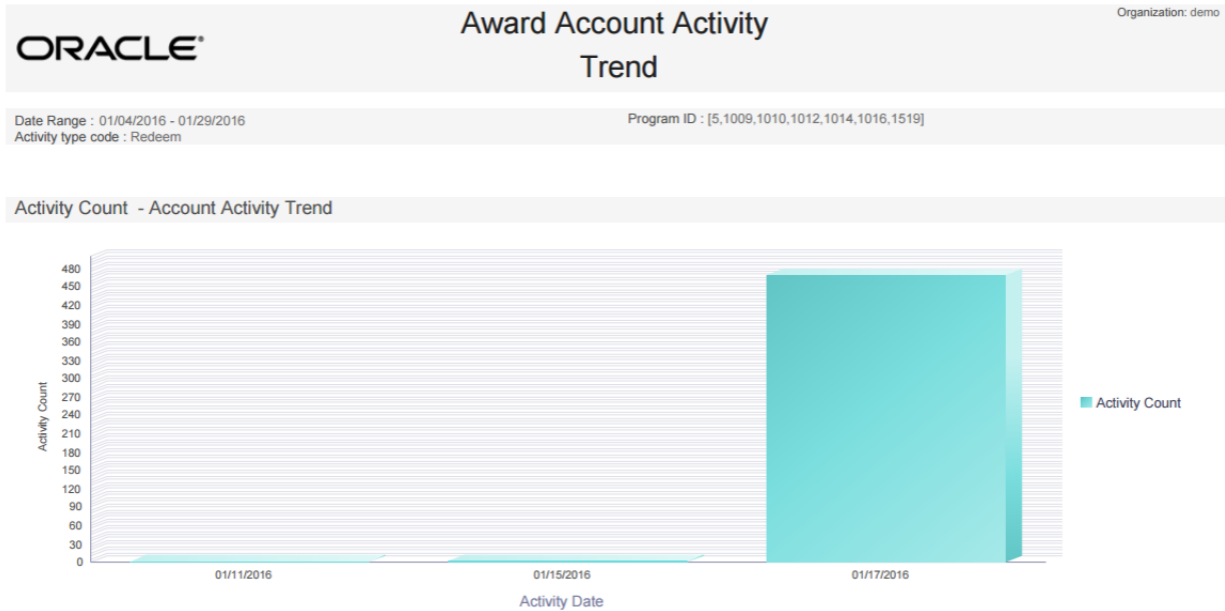 Organization: demo
ORACLE
Award Account Activity
Trend
Date Range : 01/04/2016 - 01/29/2016
Program ID : [5,1009,1010,1012,1014,1016,1519]
Activity type code : Redeem
Activity Count - Account Activity Trend
480
450
420
390
360
330
300
270
240
210
180
150
120
90
60
30
0
Activity Count
Activity Count
01/11/2016
01/15/2016
01/17/2016
Activity Date